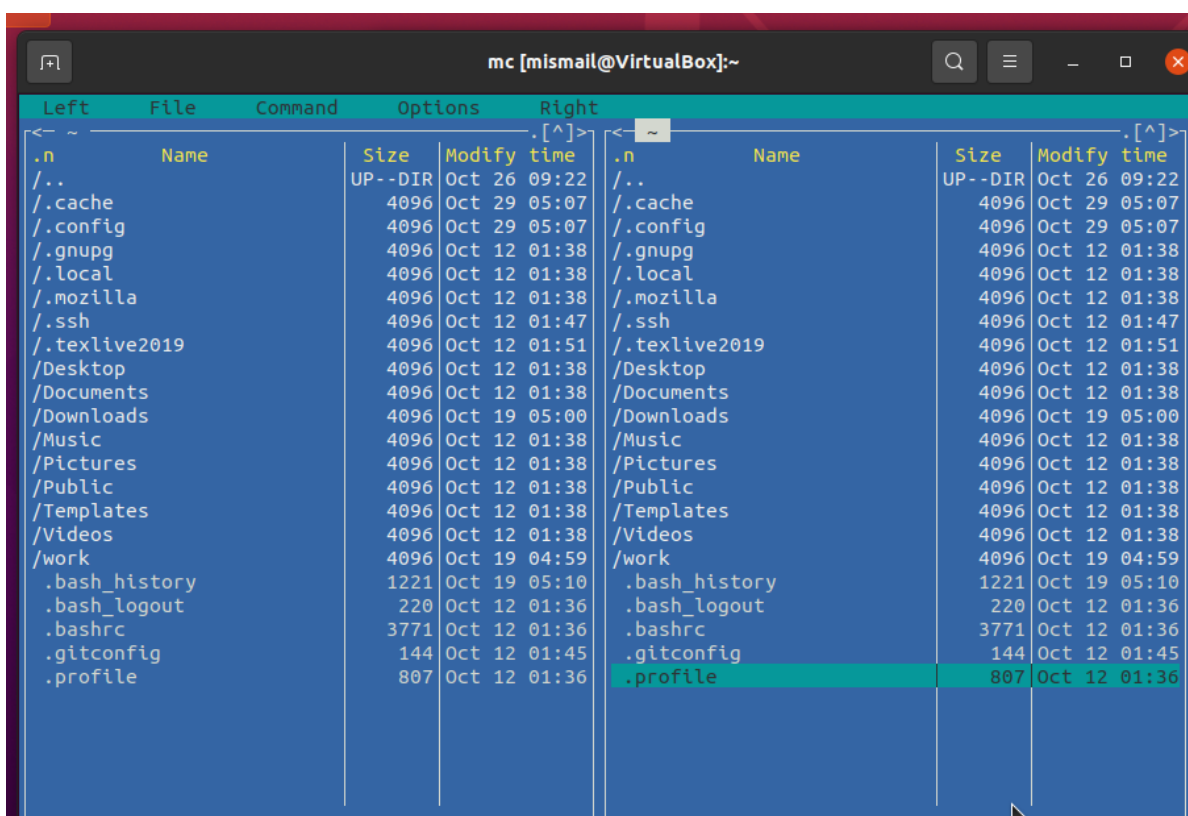 mc [mismail@VirtualBox]:~
Left File Command Options Right
<─ ~ .[^]> <─ ~ .[^]>
.n Name Size Modify time .n Name Size Modify time
/.. UP--DIR Oct 26 09:22 /.. UP--DIR Oct 26 09:22
/.cache 4096 Oct 29 05:07 /.cache 4096 Oct 29 05:07
/.config 4096 Oct 29 05:07 /.config 4096 Oct 29 05:07
/.gnupg 4096 Oct 12 01:38 /.gnupg 4096 Oct 12 01:38
/.local 4096 Oct 12 01:38 /.local 4096 Oct 12 01:38
/.mozilla 4096 Oct 12 01:38 /.mozilla 4096 Oct 12 01:38
/.ssh 4096 Oct 12 01:47 /.ssh 4096 Oct 12 01:47
/.texlive2019 4096 Oct 12 01:51 /.texlive2019 4096 Oct 12 01:51
/Desktop 4096 Oct 12 01:38 /Desktop 4096 Oct 12 01:38
/Documents 4096 Oct 12 01:38 /Documents 4096 Oct 12 01:38
/Downloads 4096 Oct 19 05:00 /Downloads 4096 Oct 19 05:00
/Music 4096 Oct 12 01:38 /Music 4096 Oct 12 01:38
/Pictures 4096 Oct 12 01:38 /Pictures 4096 Oct 12 01:38
/Public 4096 Oct 12 01:38 /Public 4096 Oct 12 01:38
/Templates 4096 Oct 12 01:38 /Templates 4096 Oct 12 01:38
/Videos 4096 Oct 12 01:38 /Videos 4096 Oct 12 01:38
/work 4096 Oct 19 04:59 /work 4096 Oct 19 04:59
.bash_history 1221 Oct 19 05:10 .bash_history 1221 Oct 19 05:10
.bash_logout 220 Oct 12 01:36 .bash_logout 220 Oct 12 01:36
.bashrc 3771 Oct 12 01:36 .bashrc 3771 Oct 12 01:36
.gitconfig 144 Oct 12 01:45 .gitconfig 144 Oct 12 01:45
.profile 807 Oct 12 01:36 .profile 807 Oct 12 01:36